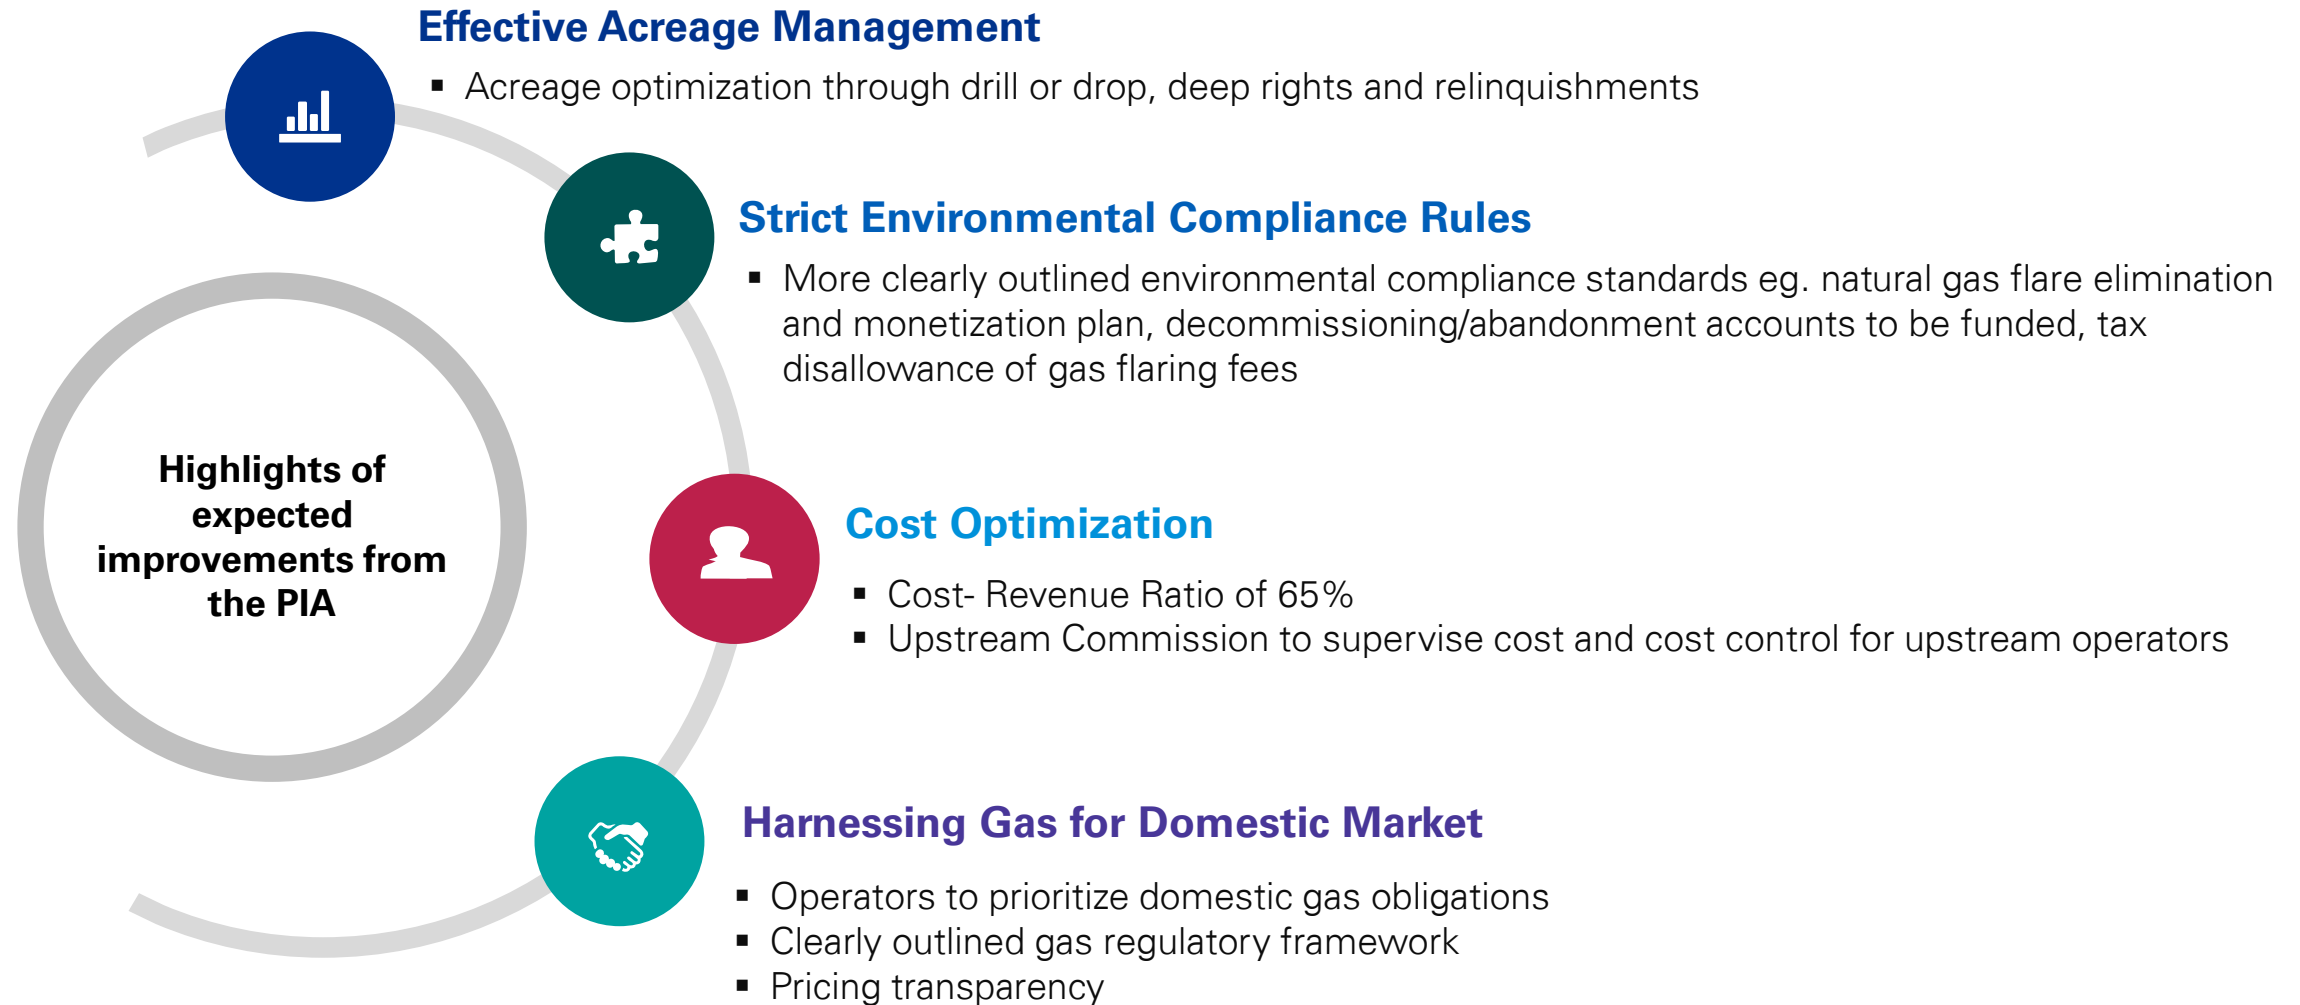 Effective Acreage Management
▪ Acreage optimization through drill or drop, deep rights and relinquishments
Strict Environmental Compliance Rules
▪ More clearly outlined environmental compliance standards eg. natural gas flare elimination
and monetization plan, decommissioning/abandonment accounts to be funded, tax
disallowance of gas flaring fees
Highlights of
expected
improvements from
the PIA
Cost Optimization
▪ Cost- Revenue Ratio of 65%
▪ Upstream Commission to supervise cost and cost control for upstream operators
Harnessing Gas for Domestic Market
▪ Operators to prioritize domestic gas obligations
▪ Clearly outlined gas regulatory framework
▪ Pricing transparency